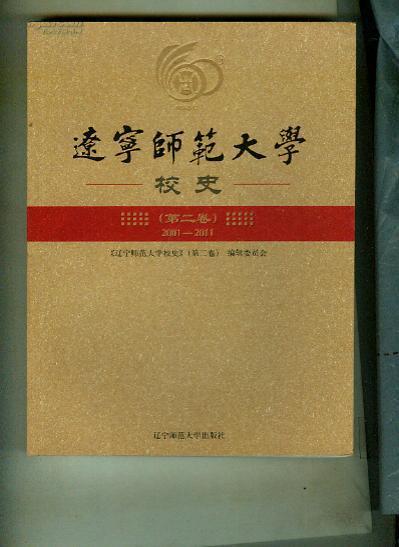 遼寧師範大學
校史
(第二卷)
2001—2011
《辽宁师范大学校史》(第二卷) 编辑委员会
辽宁师范大学出版社